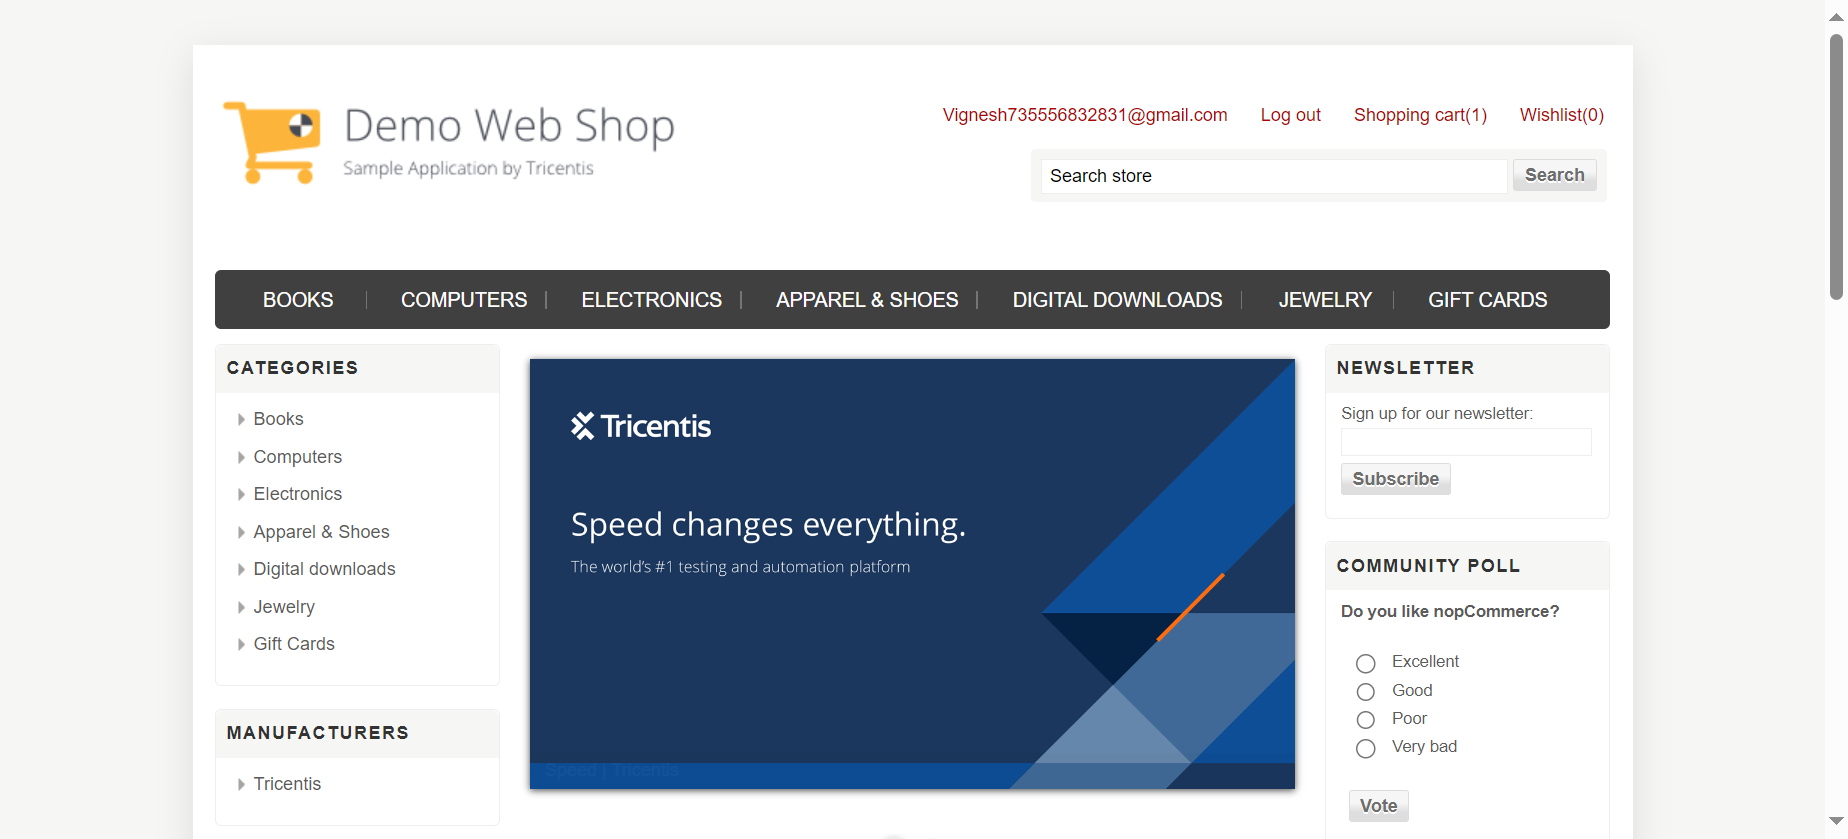 Demo Web Shop
Sample Application by Tricentis
Vignesh735556832831@gmail.com Log out Shopping cart(1) Wishlist(0)
Search store Search
BOOKS COMPUTERS ELECTRONICS APPAREL & SHOES DIGITAL DOWNLOADS JEWELRY GIFT CARDS
CATEGORIES
Books
Computers
Electronics
Apparel & Shoes
Digital downloads
Jewelry
Gift Cards
MANUFACTURERS
Tricentis
Tricentis
Speed changes everything.
The world's #1 testing and automation platform
Speed | Tricentis
NEWSLETTER
Sign up for our newsletter:
Subscribe
COMMUNITY POLL
Do you like nopCommerce?
Excellent
Good
Poor
Very bad
Vote